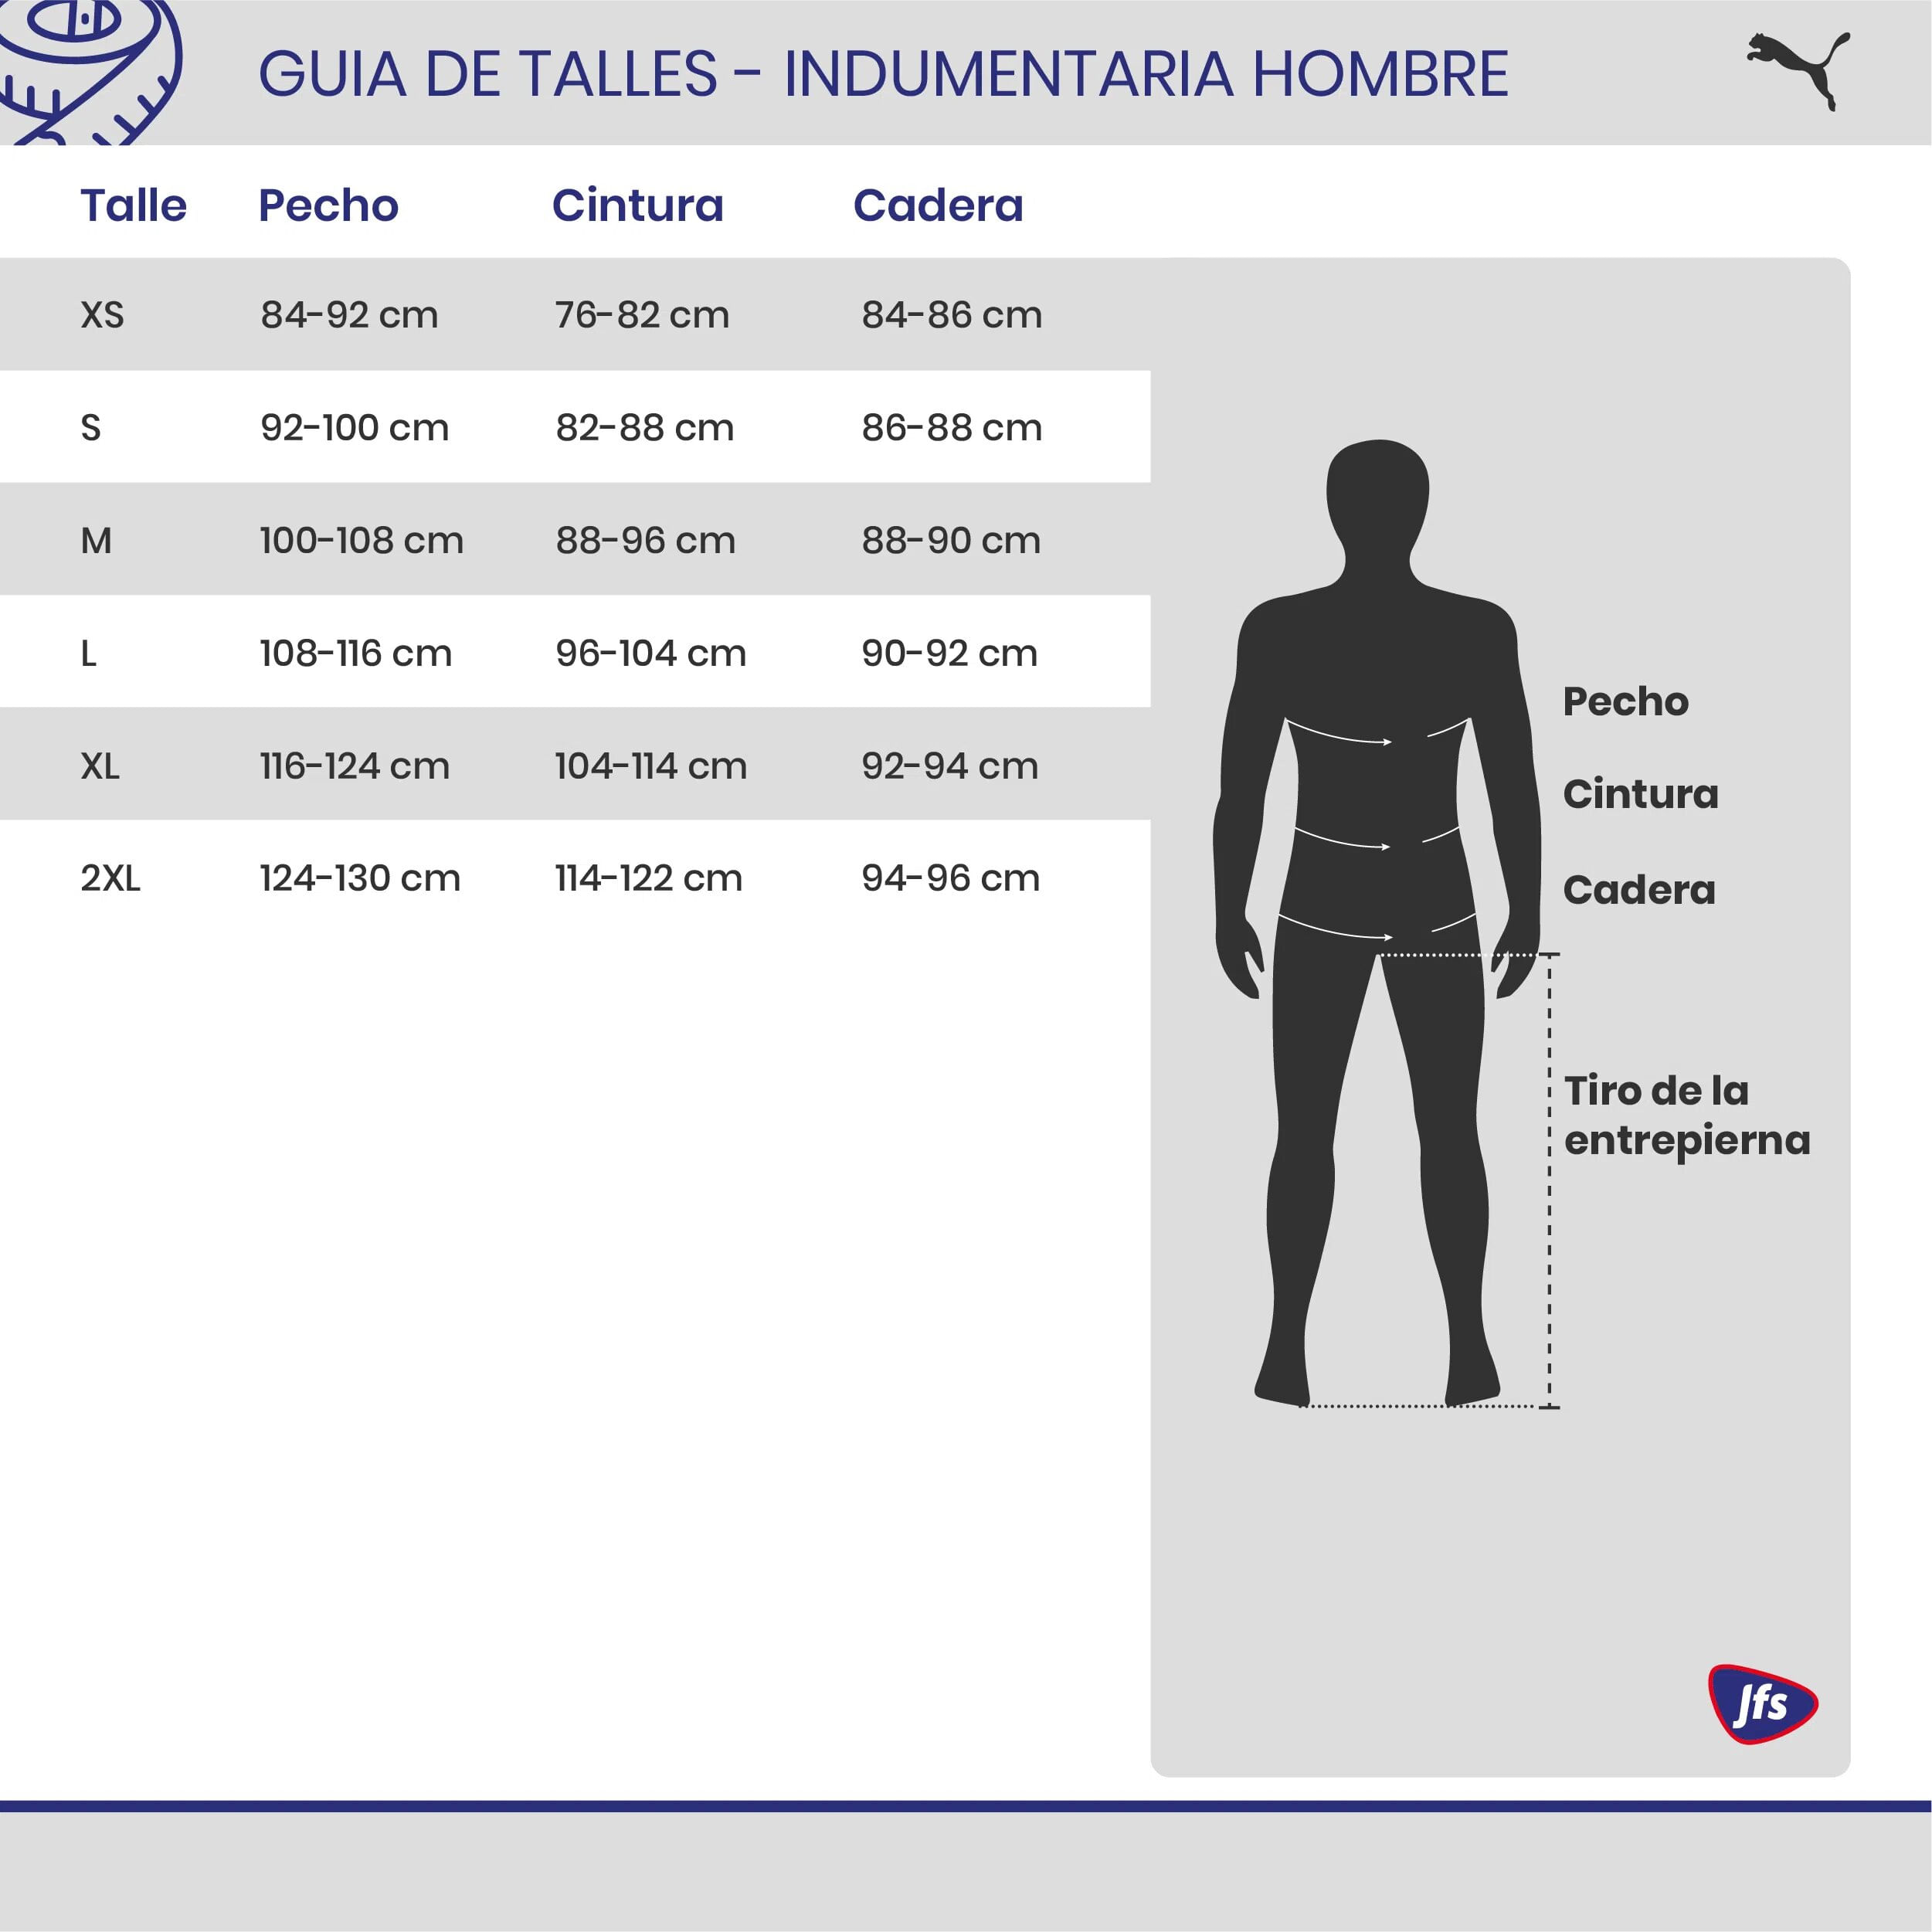 GUIA DE TALLES - INDUMENTARIA HOMBRE
Talle Pecho Cintura Cadera
XS 84-92 cm 76-82 cm 84-86 cm
S 92-100 cm 82-88 cm 86-88 cm
M 100-108 cm 88-96 cm 88-90 cm
L 108-116 cm 96-104 cm 90-92 cm
XL 116-124 cm 104-114 cm 92-94 cm
2XL 124-130 cm 114-122 cm 94-96 cm
Pecho
Cintura
Cadera
Tiro de la
entrepierna
Jfs